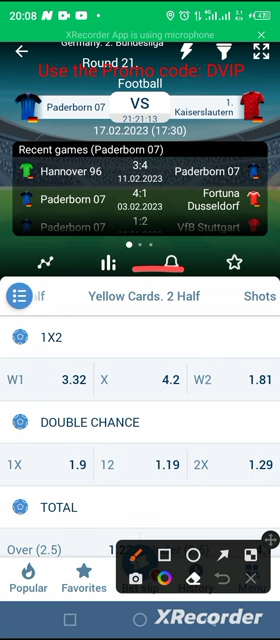 20:08
XRecorder App is using microphone
Germany. 2. Bundesliga
Round 21.
Use the Promo code: DVIP
Football
Paderborn 07
VS
1.
Kaiserslautern
21:21:13
17.02.2023 (17:30)
Recent games (Paderborn 07)
Hannover 96
3:4
11.02.2023
Paderborn 07
Paderborn 07
4:1
03.02.2023
Fortuna
Dusseldorf
Paderborn 07
1:2
VfB Stuttgart
Yellow Cards. 2 Half
Shots
1X2
W1 3.32 X 4.2 W2 1.81
DOUBLE CHANCE
1X 1.9 12 1.19 2X 1.29
TOTAL
Over (2.5)
Popular
Favorites
XRecorder